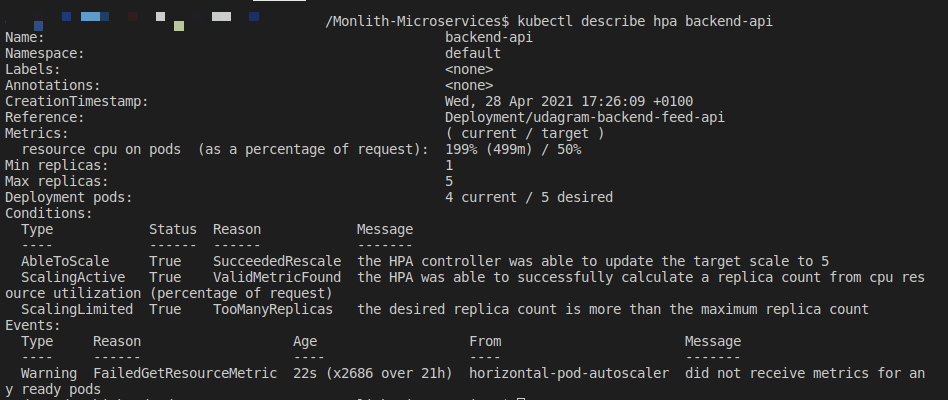 /Monlith-Microservices$ kubectl describe hpa backend-api
Name: backend-api
Namespace: default
Labels: <none>
Annotations: <none>
CreationTimestamp: Wed, 28 Apr 2021 17:26:09 +0100
Reference: Deployment/udagram-backend-feed-api
Metrics: ( current / target )
resource cpu on pods (as a percentage of request): 199% (499m) / 50%
Min replicas: 1
Max replicas: 5
Deployment pods: 4 current / 5 desired
Conditions:
Type Status Reason Message
---- ------ ------ -------
AbleToScale True SucceededRescale the HPA controller was able to update the target scale to 5
ScalingActive True ValidMetricFound the HPA was able to successfully calculate a replica count from cpu res
ource utilization (percentage of request)
ScalingLimited True TooManyReplicas the desired replica count is more than the maximum replica count
Events:
Type Reason Age From Message
---- ------ ---- ---- -------
Warning FailedGetResourceMetric 22s (x2686 over 21h) horizontal-pod-autoscaler did not receive metrics for an
y ready pods